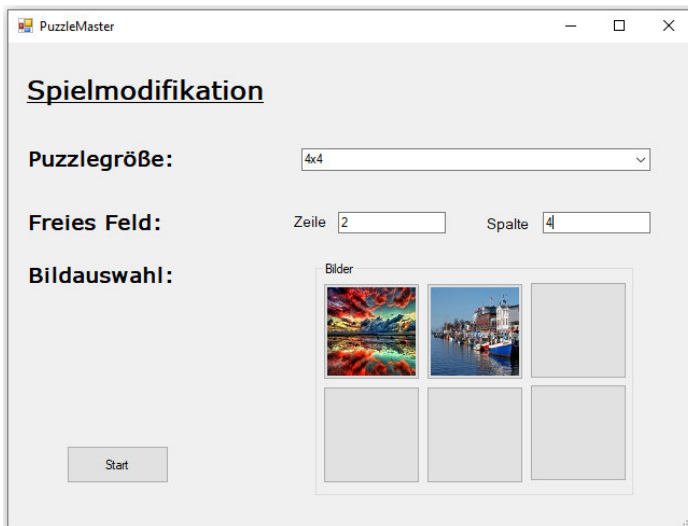 PuzzleMaster
Spielmodifikation
Puzzlegröße: 4x4
Freies Feld: Zeile 2 Spalte 4
Bildauswahl: Bilder
Start